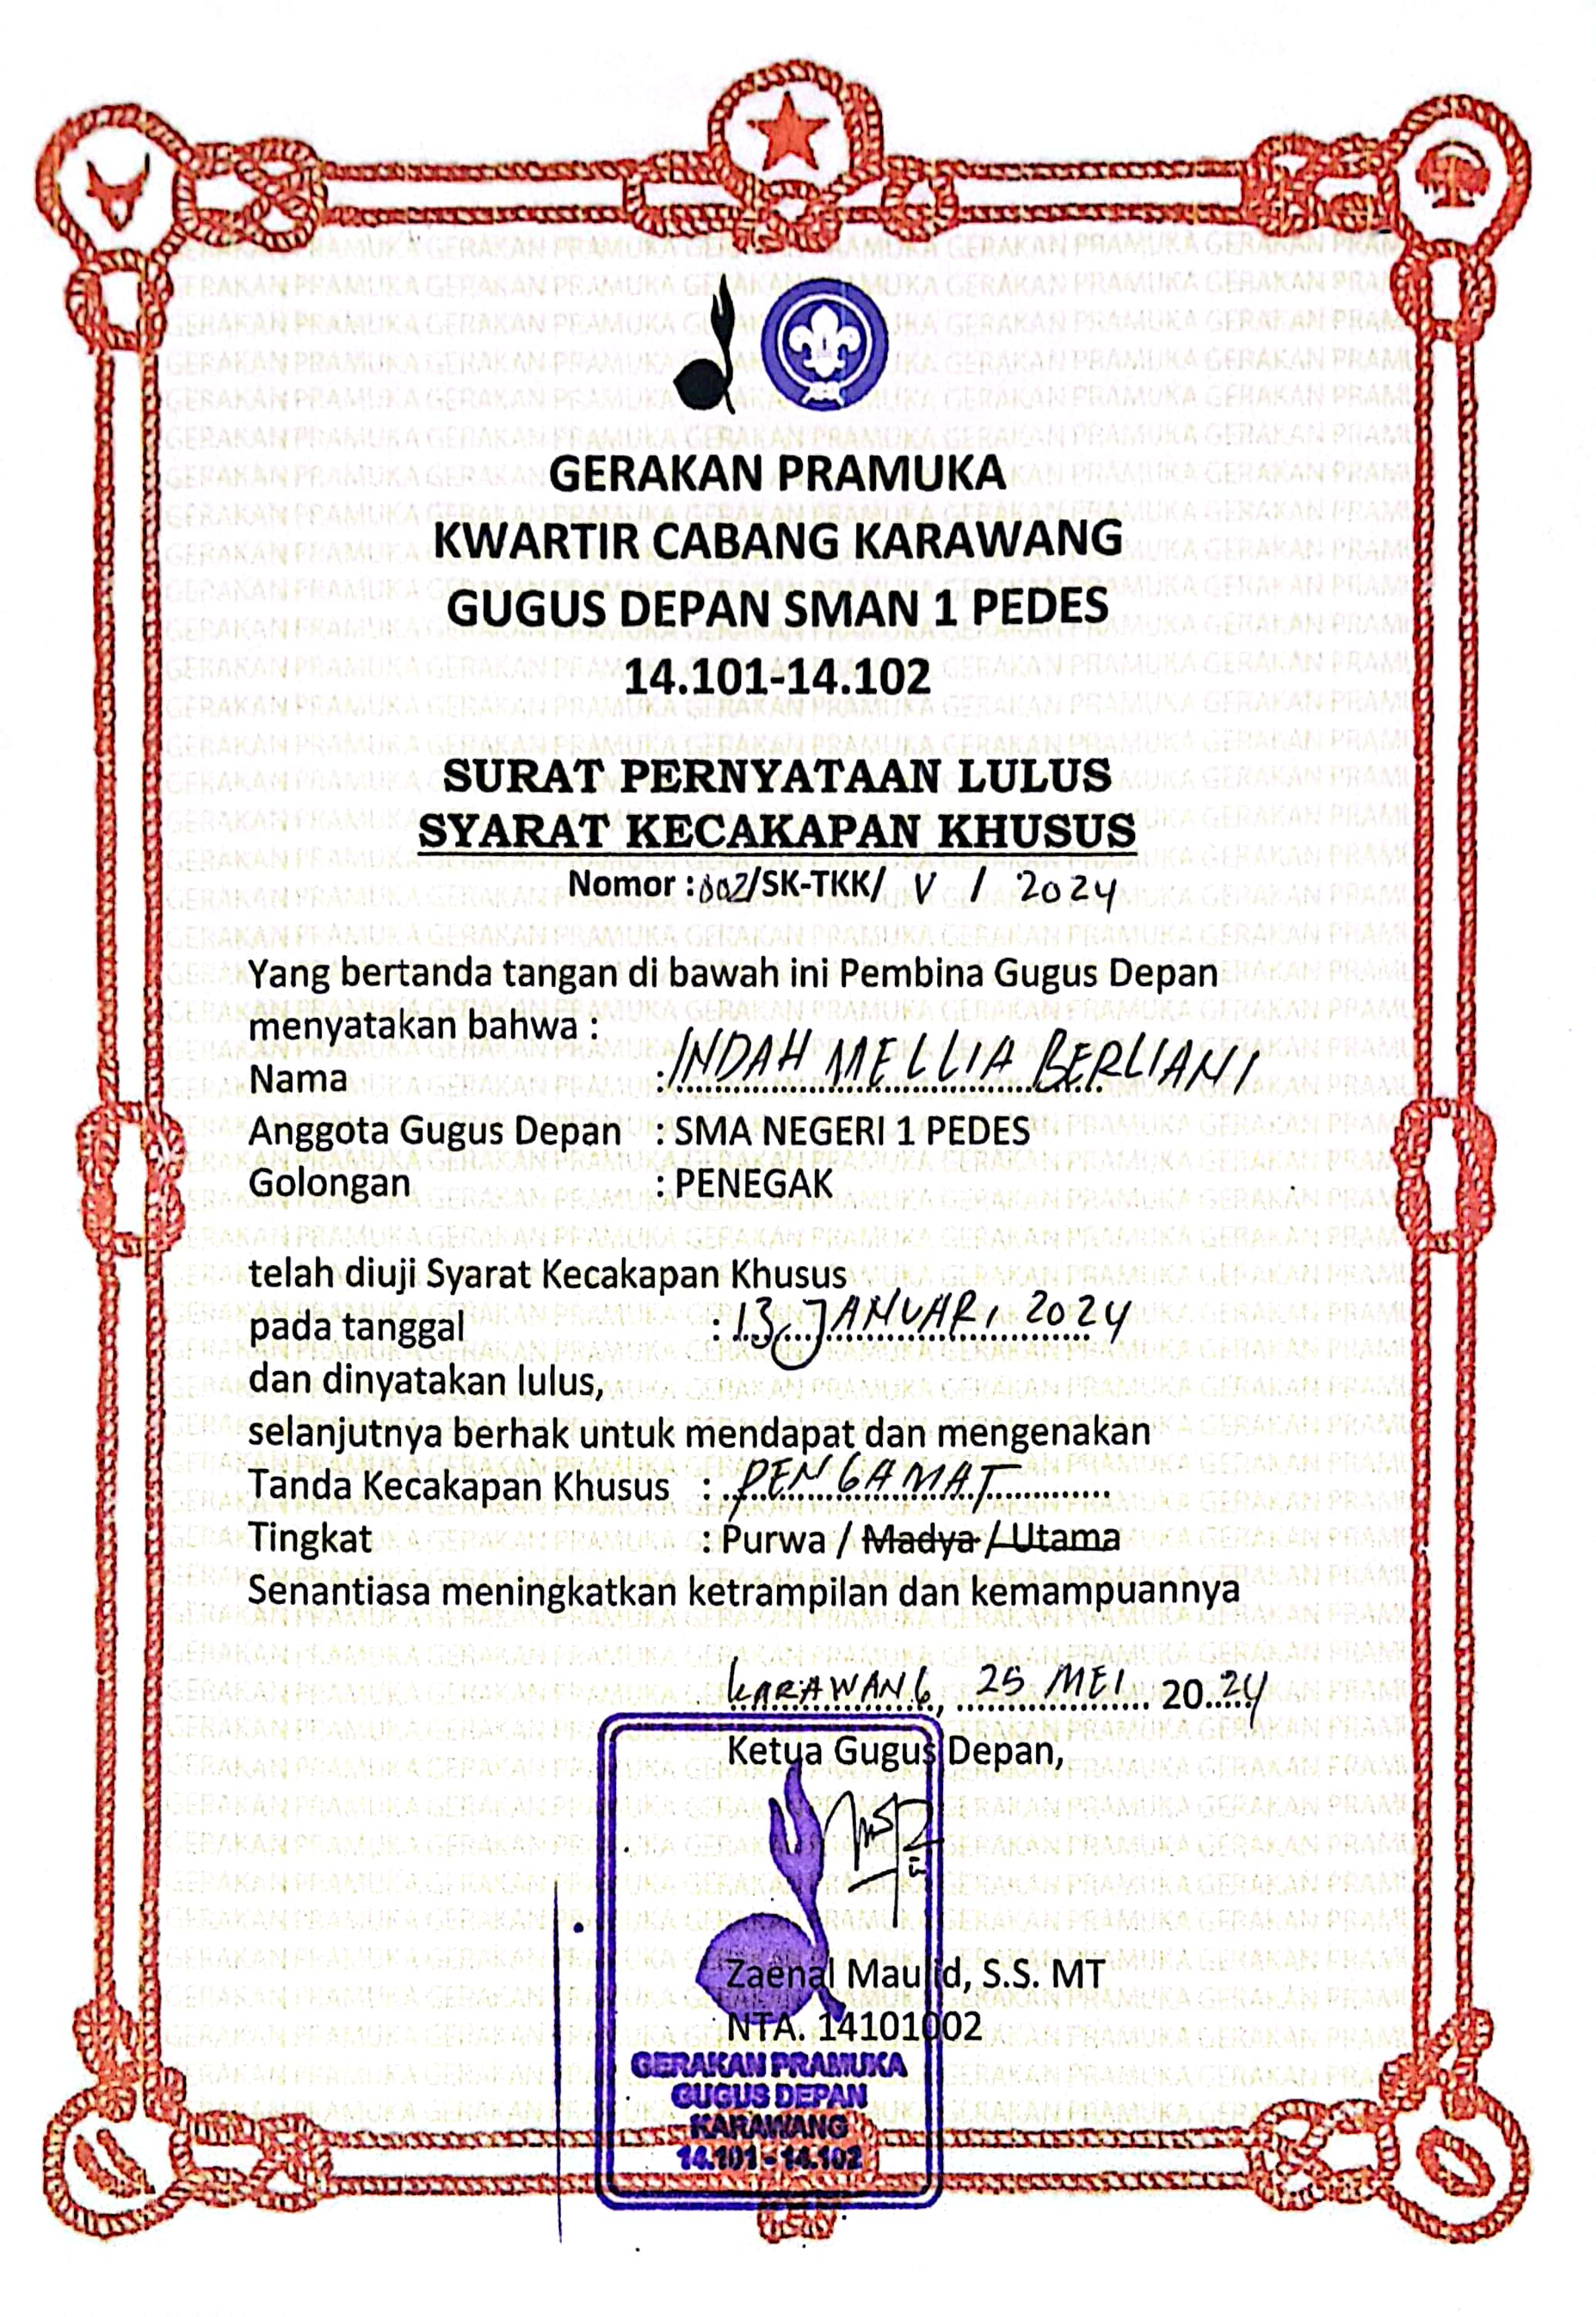 GERAKAN PRAMUKA
KWARTIR CABANG KARAWANG
GUGUS DEPAN SMAN 1 PEDES
14.101-14.102
SURAT PERNYATAAN LULUS
SYARAT KECAKAPAN KHUSUS
Nomor : 002/SK-TKK/ V / 2024
Yang bertanda tangan di bawah ini Pembina Gugus Depan
menyatakan bahwa :
Nama : INDAH MELLIA BERLIANI
Anggota Gugus Depan : SMA NEGERI 1 PEDES
Golongan : PENEGAK
telah diuji Syarat Kecakapan Khusus
pada tanggal : 13 JANUARI 2024
dan dinyatakan lulus,
selanjutnya berhak untuk mendapat dan mengenakan
Tanda Kecakapan Khusus : PENGAMAT
Tingkat : Purwa / Madya / Utama
Senantiasa meningkatkan ketrampilan dan kemampuannya
KARAWANG, 25 MEI 2024
Ketua Gugus Depan,
Zaenal Maulid, S.S. MT
NTA. 14101002
GERAKAN PRAMUKA
GUGUS DEPAN
KARAWANG
14.101 - 14.102